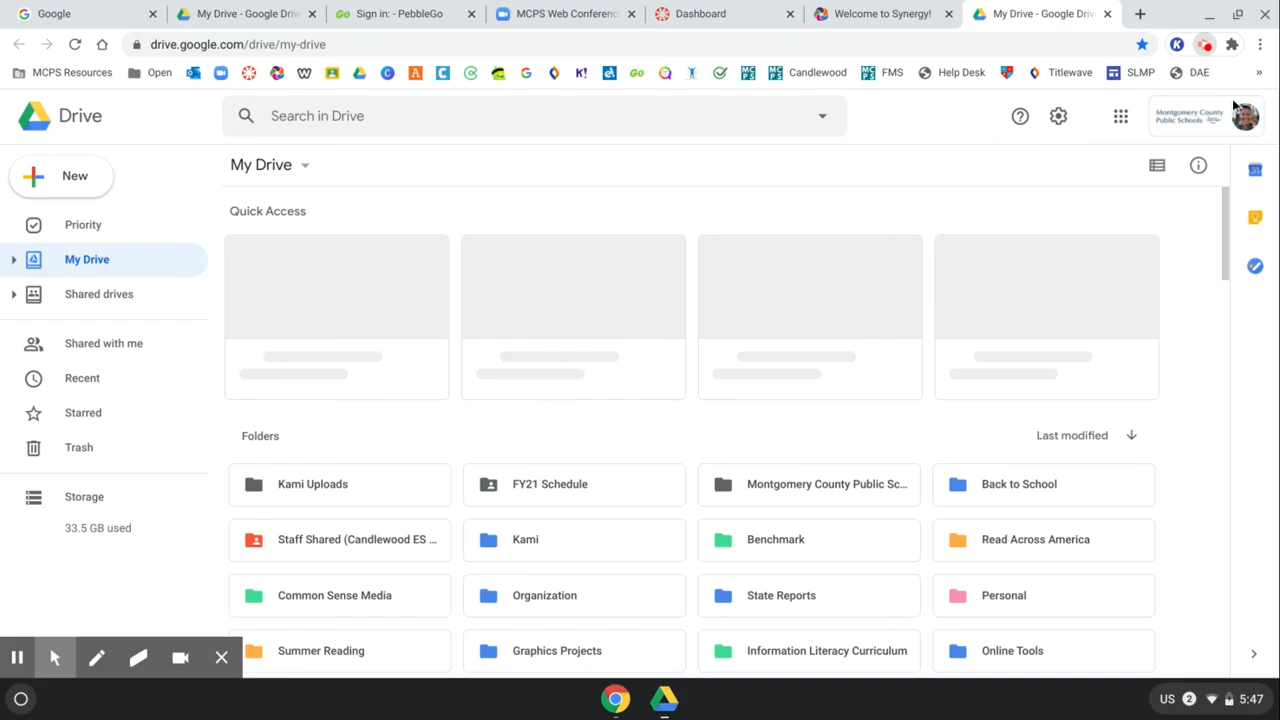 Google
My Drive - Google Driv
Sign in: - PebbleGo
MCPS Web Conferenc
Dashboard
Welcome to Synergy!
My Drive - Google Driv
drive.google.com/drive/my-drive
MCPS Resources
Open
Candlewood
FMS
Help Desk
Titlewave
SLMP
DAE
Drive
Search in Drive
Montgomery County
Public Schools
New
My Drive
Priority
Quick Access
My Drive
Shared drives
Shared with me
Recent
Starred
Trash
Storage
33.5 GB used
Folders
Last modified
Kami Uploads
FY21 Schedule
Montgomery County Public Sc...
Back to School
Staff Shared (Candlewood ES ...
Kami
Benchmark
Read Across America
Common Sense Media
Organization
State Reports
Personal
Summer Reading
Graphics Projects
Information Literacy Curriculum
Online Tools
US 2 5:47